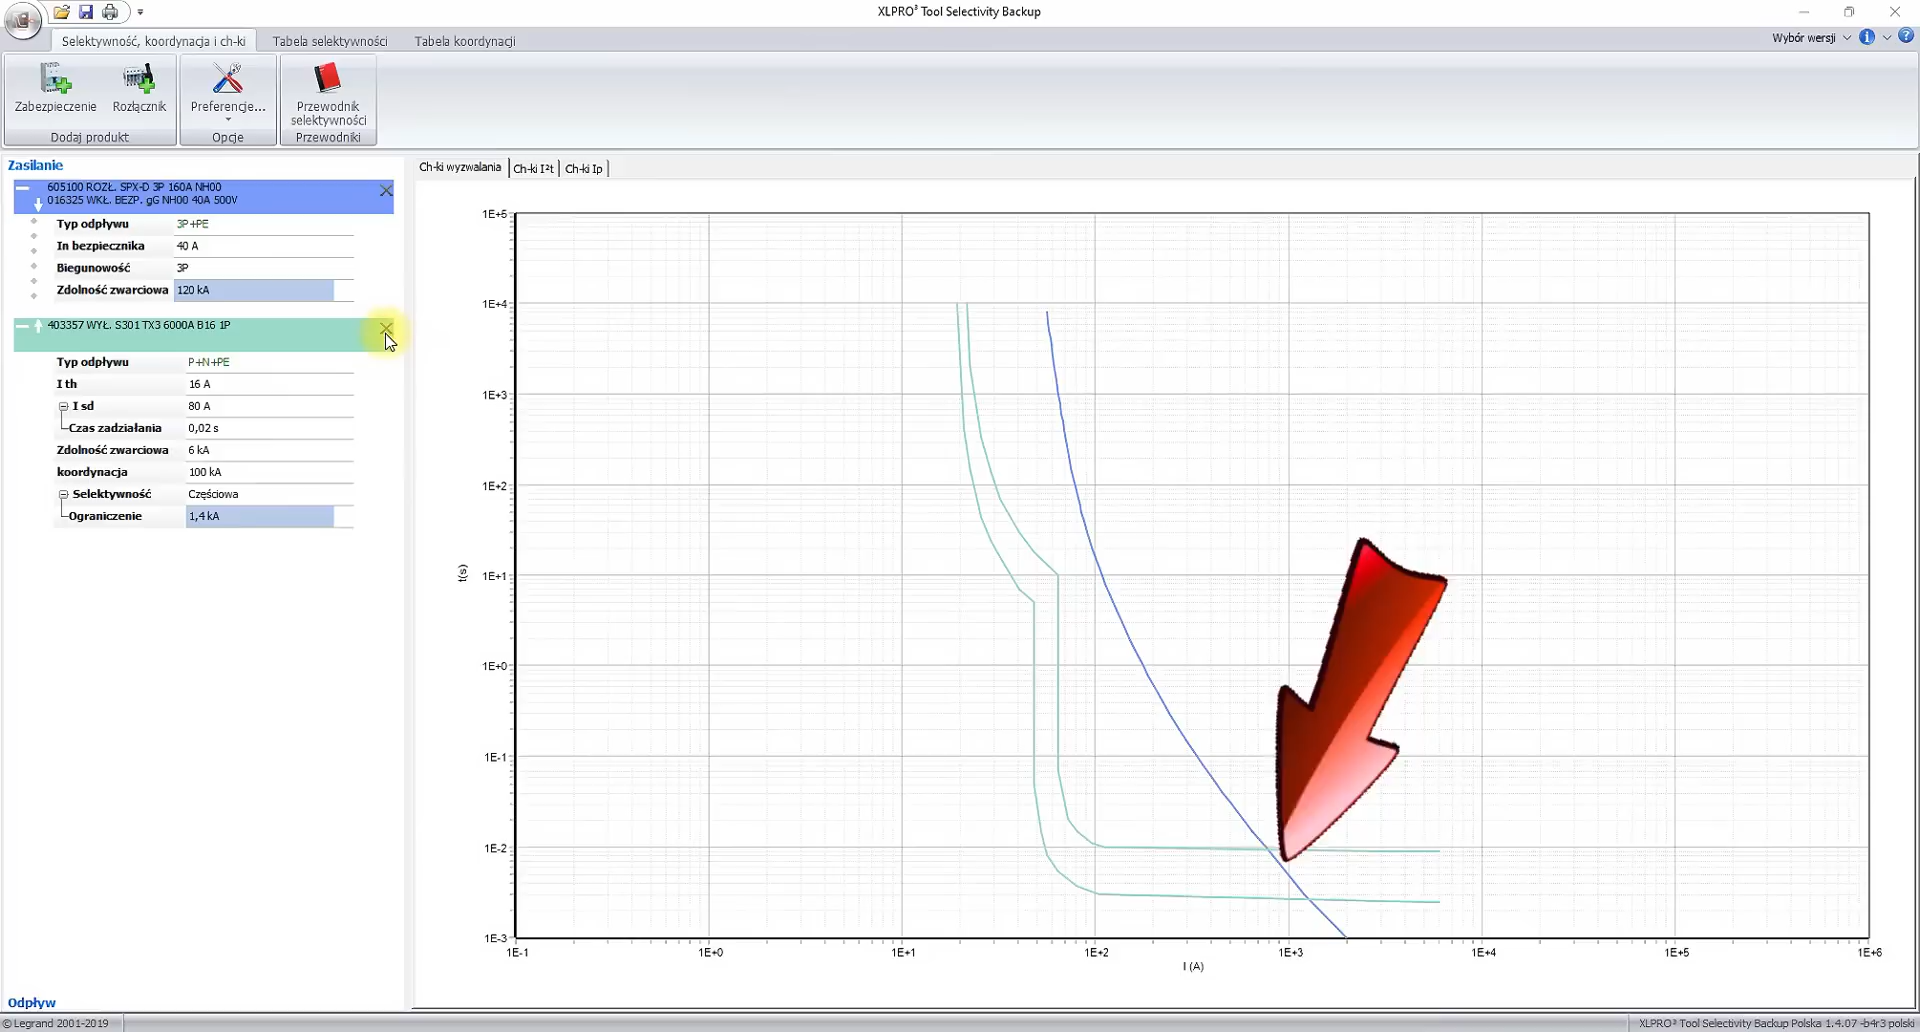 XLPRO³ Tool Selectivity Backup
Selektywność, koordynacja i ch-ki
Tabela selektywności
Tabela koordynacji
Wybór wersji
Zabezpieczenie
Rozłącznik
Preferencje...
Przewodnik
selektywności
Dodaj produkt
Opcje
Przewodniki
Zasilanie
605100 ROZŁ. SPX-D 3P 160A NH00
016325 WKŁ. BEZP. gG NH00 40A 500V
Typ odpływu 3P+PE
In bezpiecznika 40 A
Biegunowość 3P
Zdolność zwarciowa 120 kA
403357 WYŁ. S301 TX3 6000A B16 1P
Typ odpływu P+N+PE
I th 16 A
I sd 80 A
Czas zadziałania 0,02 s
Zdolność zwarciowa 6 kA
koordynacja 100 kA
Selektywność Częściowa
Ograniczenie 1,4 kA
Odpływ
Ch-ki wyzwalania
Ch-ki I²t
Ch-ki Ip
1E+5
1E+4
1E+3
1E+2
t(s)
1E+1
1E+0
1E-1
1E-2
1E-3
1E-1 1E+0 1E+1 1E+2 1E+3 1E+4 1E+5 1E+6
I (A)
© Legrand 2001-2019
XLPRO³ Tool Selectivity Backup Polska 1.4.07 -b4r3 polski